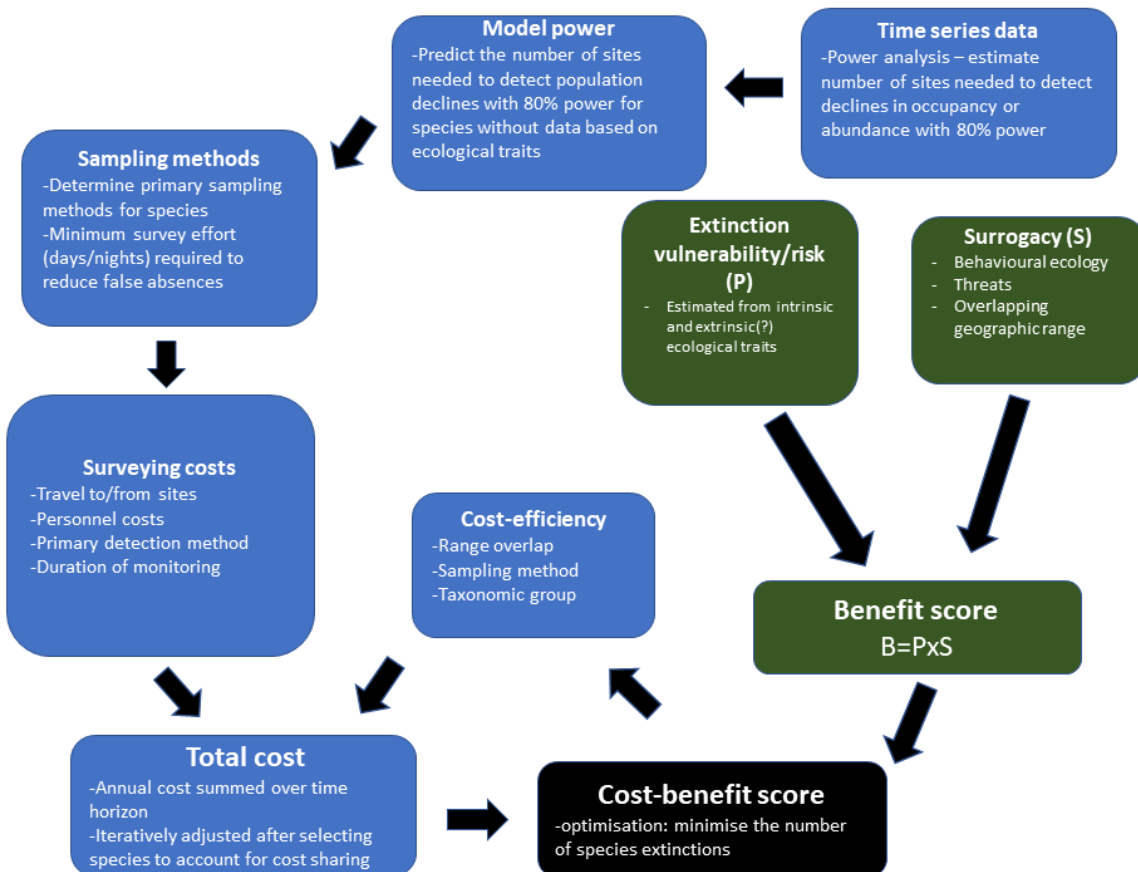 Model power
-Predict the number of sites
needed to detect population
declines with 80% power for
species without data based on
ecological traits
Time series data
-Power analysis – estimate
number of sites needed to detect
declines in occupancy or
abundance with 80% power
Sampling methods
-Determine primary sampling
methods for species
-Minimum survey effort
(days/nights) required to
reduce false absences
Extinction
vulnerability/risk
(P)
- Estimated from intrinsic
and extrinsic(?)
ecological traits
Surrogacy (S)
- Behavioural ecology
- Threats
- Overlapping
geographic range
Surveying costs
-Travel to/from sites
-Personnel costs
-Primary detection method
-Duration of monitoring
Cost-efficiency
-Range overlap
-Sampling method
-Taxonomic group
Benefit score
B=PxS
Total cost
-Annual cost summed over time
horizon
-Iteratively adjusted after selecting
species to account for cost sharing
Cost-benefit score
-optimisation: minimise the number
of species extinctions